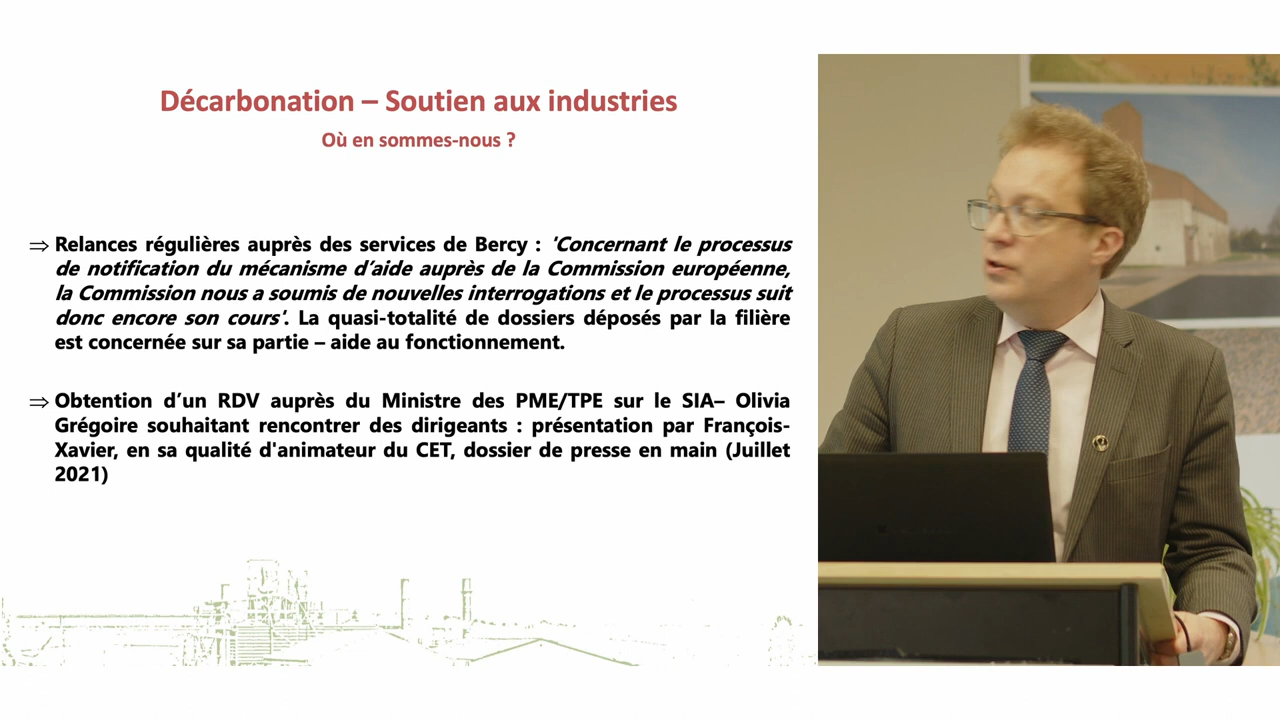 Décarbonation – Soutien aux industries
Où en sommes-nous ?
⇒ Relances régulières auprès des services de Bercy : 'Concernant le processus
de notification du mécanisme d’aide auprès de la Commission européenne,
la Commission nous a soumis de nouvelles interrogations et le processus suit
donc encore son cours'. La quasi-totalité de dossiers déposés par la filière
est concernée sur sa partie – aide au fonctionnement.
⇒ Obtention d’un RDV auprès du Ministre des PME/TPE sur le SIA– Olivia
Grégoire souhaitant rencontrer des dirigeants : présentation par François-
Xavier, en sa qualité d'animateur du CET, dossier de presse en main (Juillet
2021)